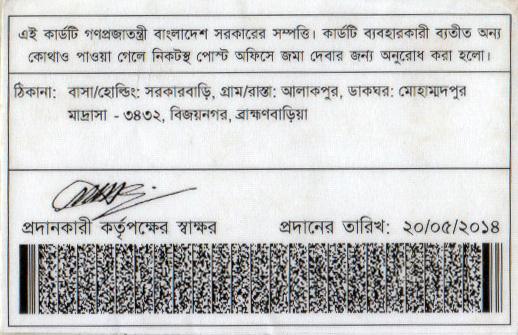 এই কার্ডটি গণপ্রজাতন্ত্রী বাংলাদেশ সরকারের সম্পত্তি। কার্ডটি ব্যবহারকারী ব্যতীত অন্য
কোথাও পাওয়া গেলে নিকটস্থ পোস্ট অফিসে জমা দেবার জন্য অনুরোধ করা হলো।
ঠিকানা: বাসা/হোল্ডিং: সরকারবাড়ি, গ্রাম/রাস্তা: আলাকপুর, ডাকঘর: মোহাম্মদপুর
মাদ্রাসা - ৩৪৩২, বিজয়নগর, ব্রাহ্মণবাড়িয়া
প্রদানকারী কর্তৃপক্ষের স্বাক্ষর প্রদানের তারিখ: ২০/০৫/২০১৪